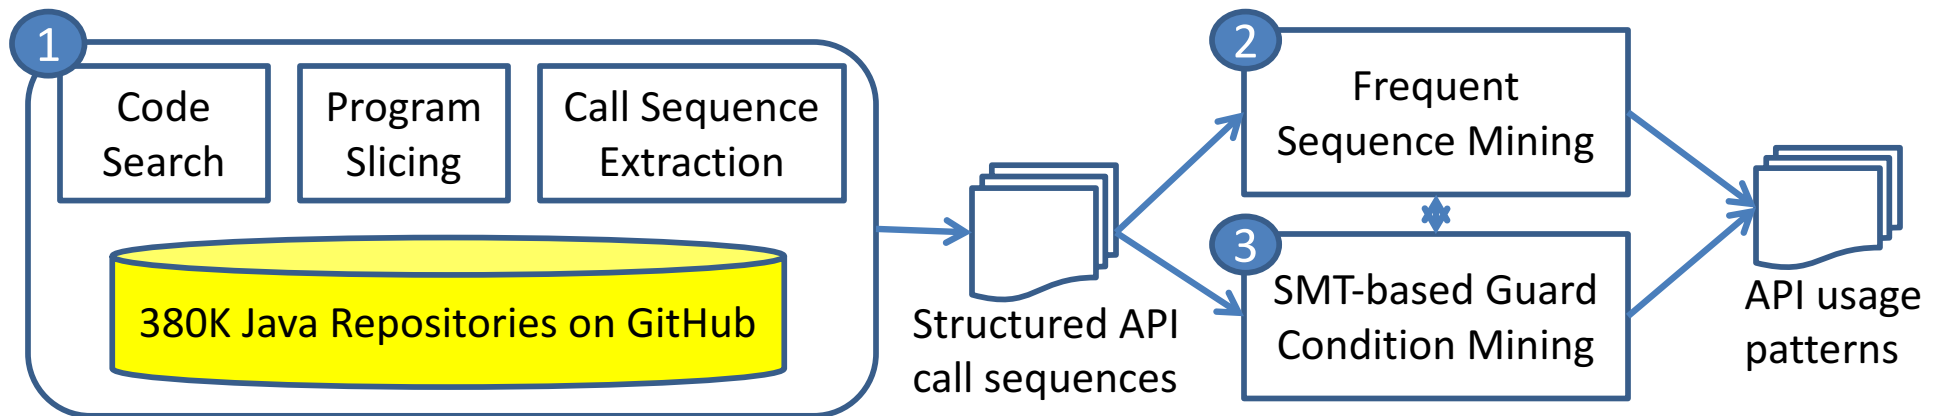 1
Code
Search
Program
Slicing
Call Sequence
Extraction
380K Java Repositories on GitHub
Structured API
call sequences
2
Frequent
Sequence Mining
3
SMT-based Guard
Condition Mining
API usage
patterns